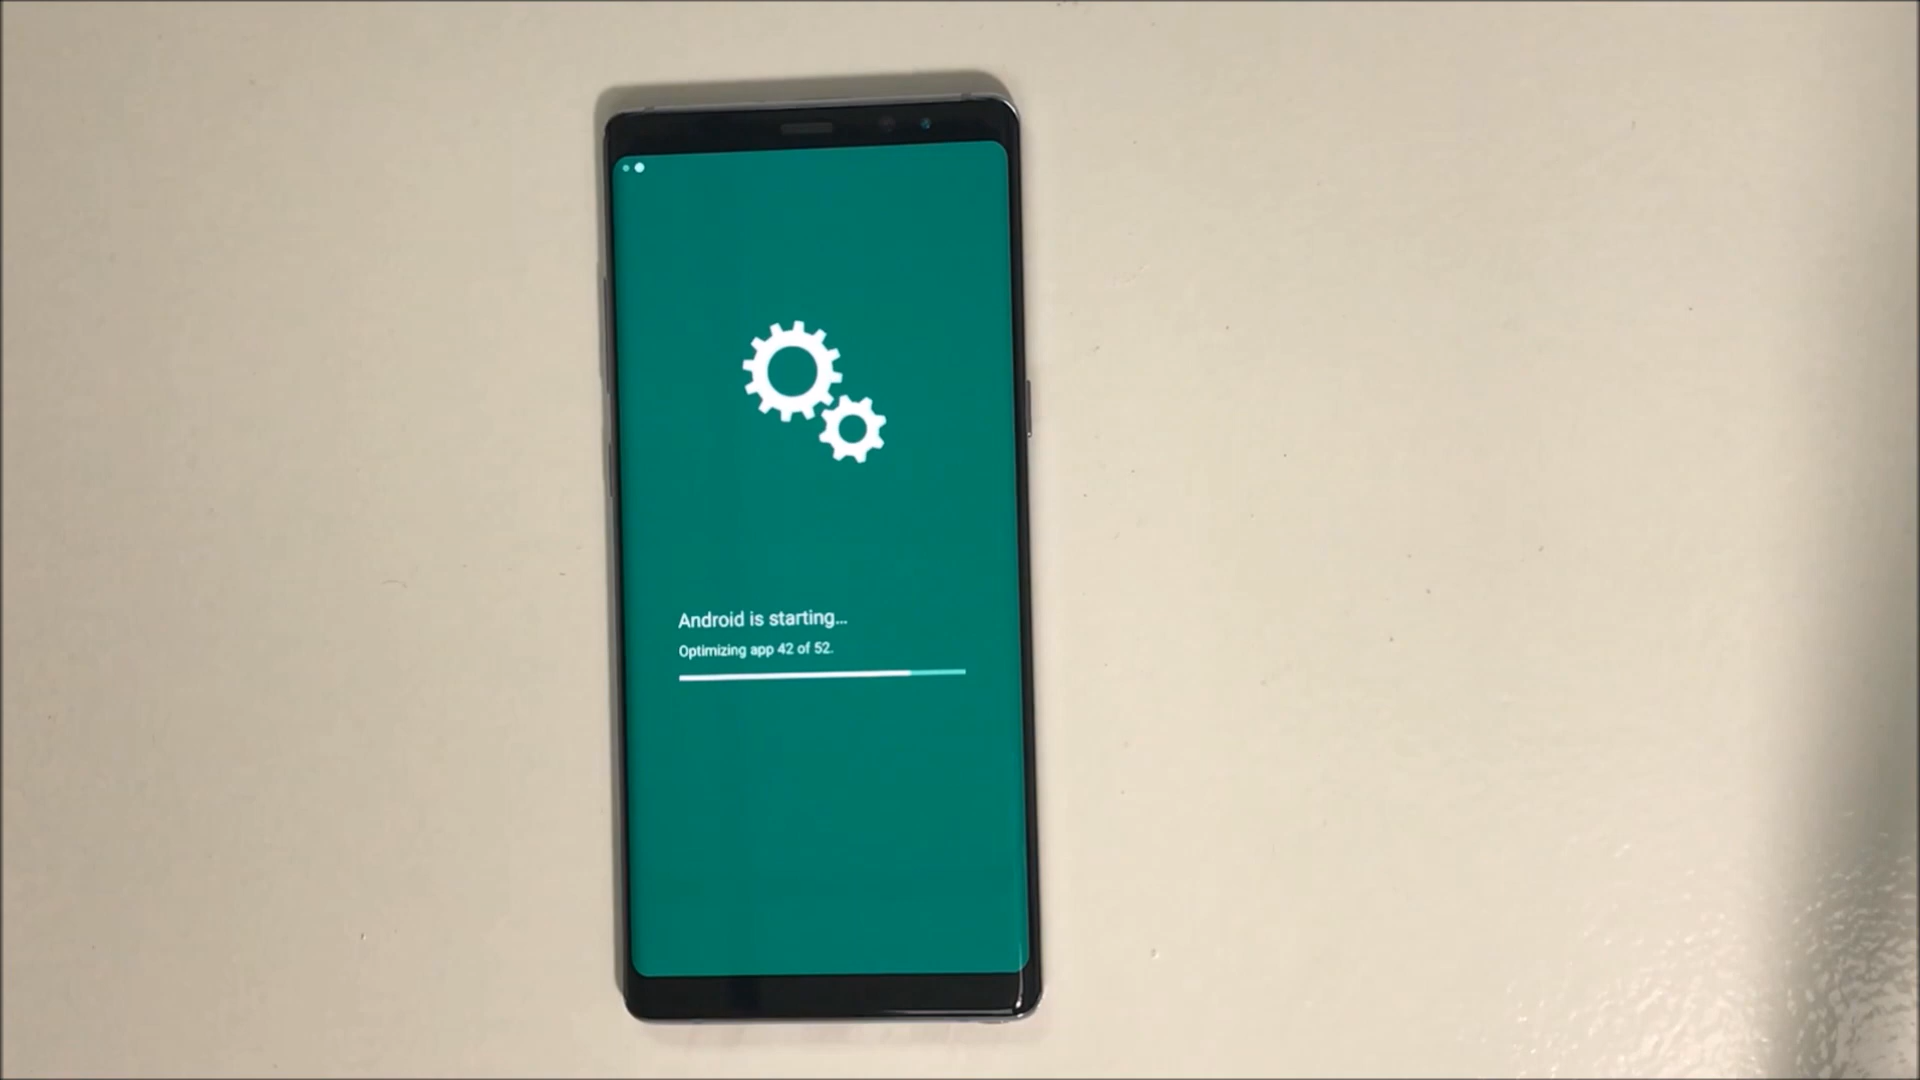 Android is starting...
Optimizing app 42 of 52.